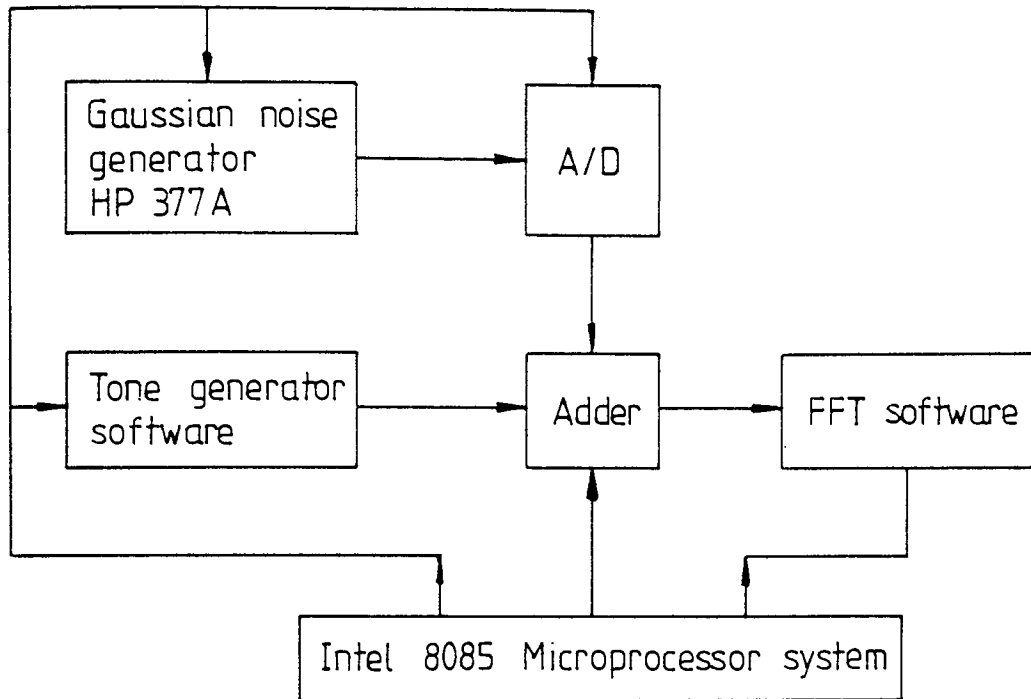 Gaussian noise
generator
HP 377A
A/D
Tone generator
software
Adder
FFT software
Intel 8085 Microprocessor system